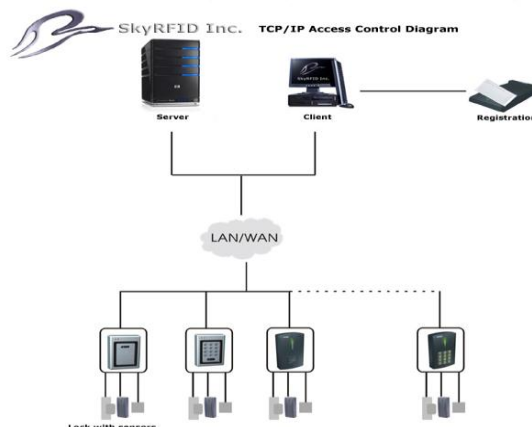 SkyRFID Inc. TCP/IP Access Control Diagram
Server
Client
Registration
LAN/WAN
Lock with sensors